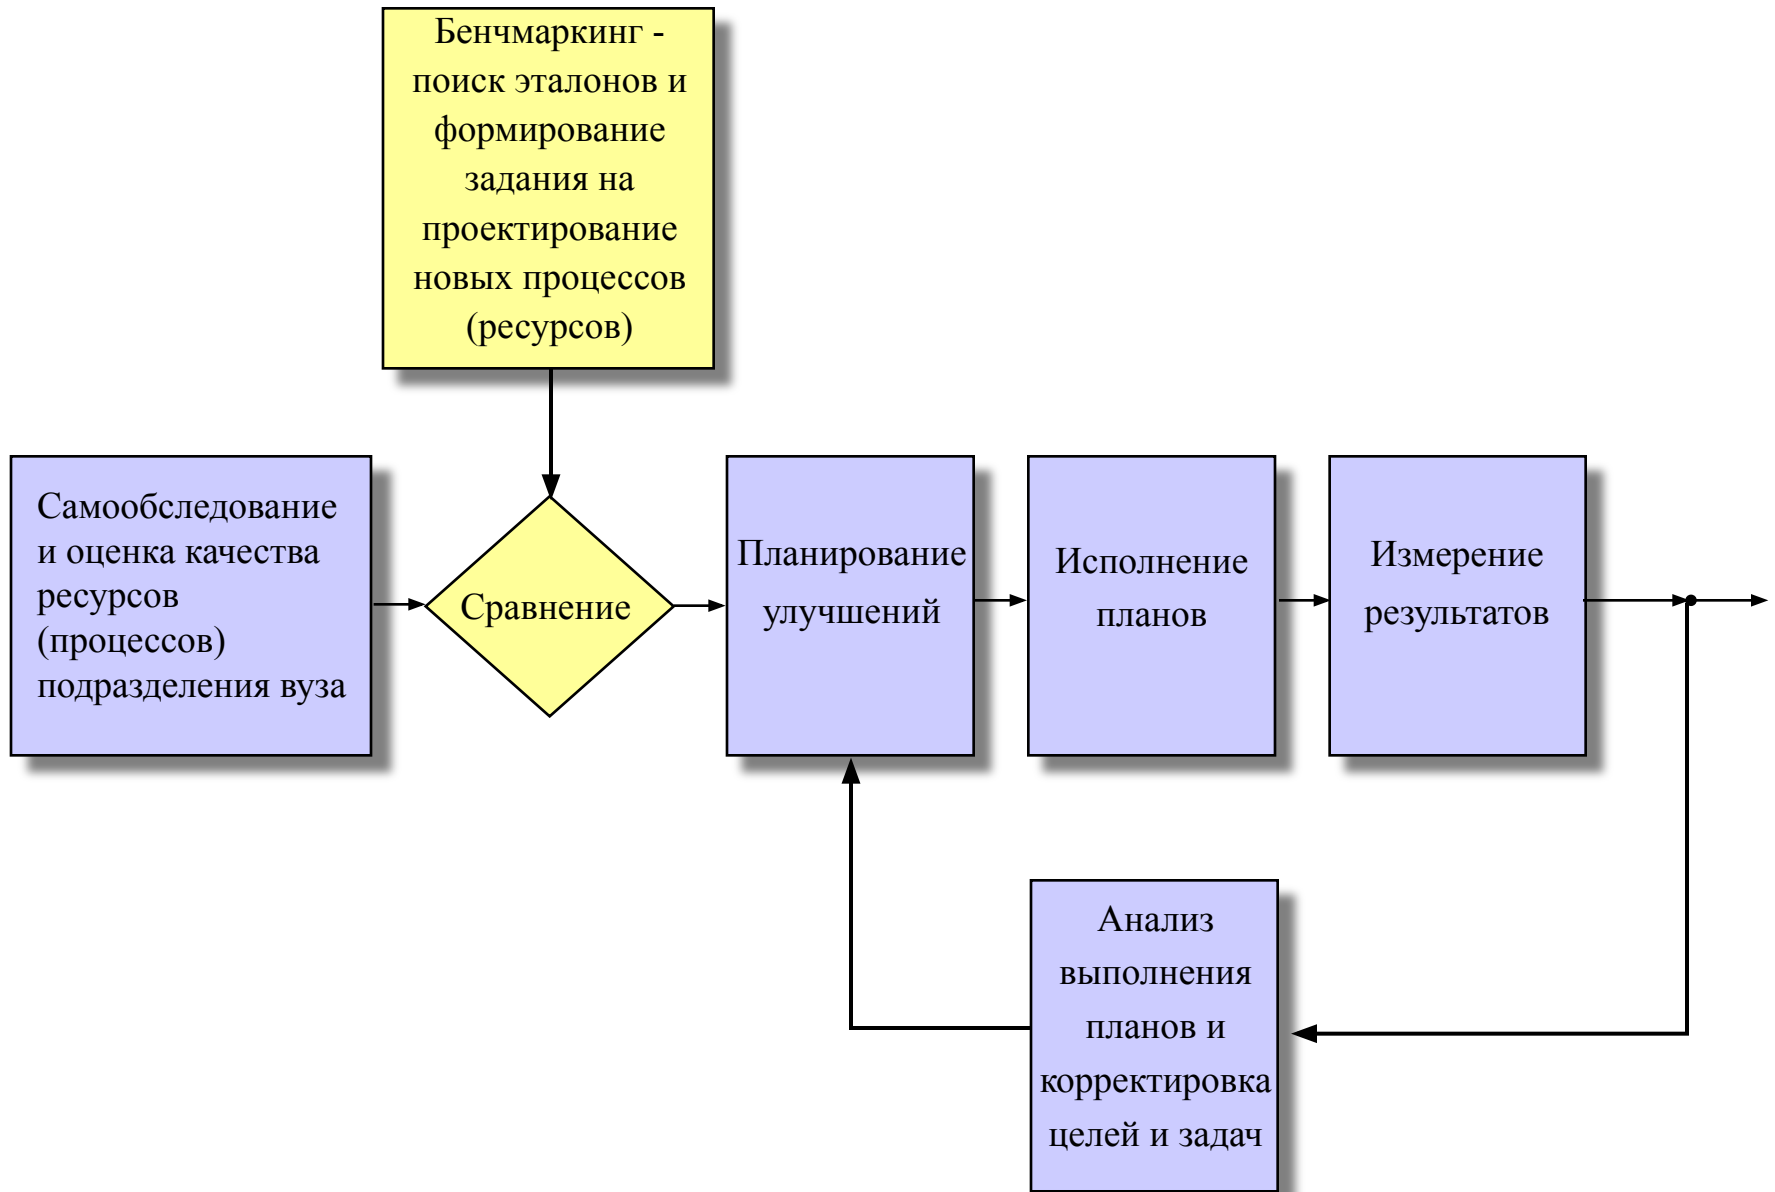 Бенчмаркинг -
поиск эталонов и
формирование
задания на
проектирование
новых процессов
(ресурсов)
Самообследование
и оценка качества
ресурсов
(процессов)
подразделения вуза
Сравнение
Планирование
улучшений
Исполнение
планов
Измерение
результатов
Анализ
выполнения
планов и
корректировка
целей и задач